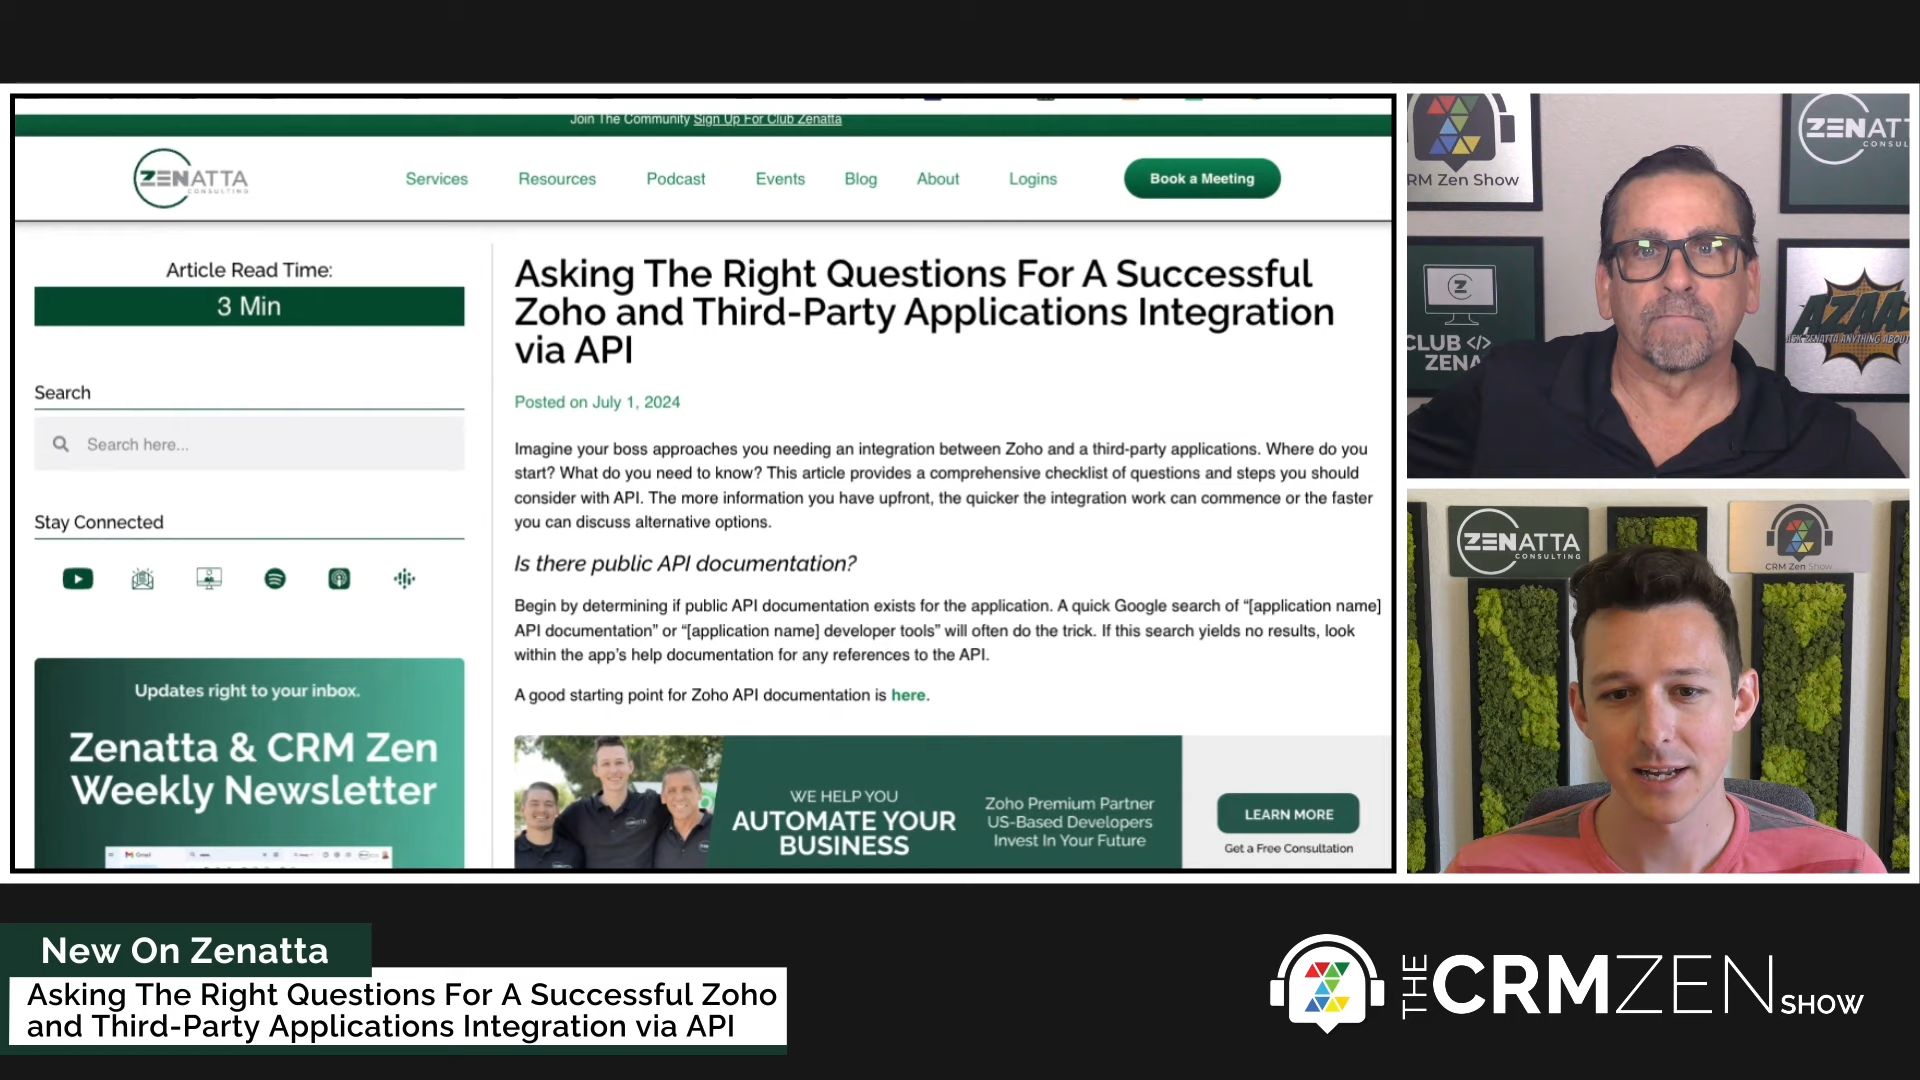 Join The Community Sign Up For Club Zenatta
ZENATTA
CONSULTING
Services
Resources
Podcast
Events
Blog
About
Logins
Book a Meeting
Article Read Time:
3 Min
Search
Search here...
Stay Connected
Updates right to your inbox.
Zenatta & CRM Zen
Weekly Newsletter
Gmail
Asking The Right Questions For A Successful
Zoho and Third-Party Applications Integration
via API
Posted on July 1, 2024
Imagine your boss approaches you needing an integration between Zoho and a third-party applications. Where do you
start? What do you need to know? This article provides a comprehensive checklist of questions and steps you should
consider with API. The more information you have upfront, the quicker the integration work can commence or the faster
you can discuss alternative options.
Is there public API documentation?
Begin by determining if public API documentation exists for the application. A quick Google search of “[application name]
API documentation” or “[application name] developer tools” will often do the trick. If this search yields no results, look
within the app’s help documentation for any references to the API.
A good starting point for Zoho API documentation is here.
WE HELP YOU
AUTOMATE YOUR
BUSINESS
Zoho Premium Partner
US-Based Developers
Invest In Your Future
LEARN MORE
Get a Free Consultation
RM Zen Show
ZENAT
CONSUL
Z
CLUB </>
ZENA
AZAA
ZENATTA ANYTHING ABOUT
ZENATTA
CONSULTING
CRM Zen Show
New On Zenatta
Asking The Right Questions For A Successful Zoho
and Third-Party Applications Integration via API
THE CRMZEN SHOW